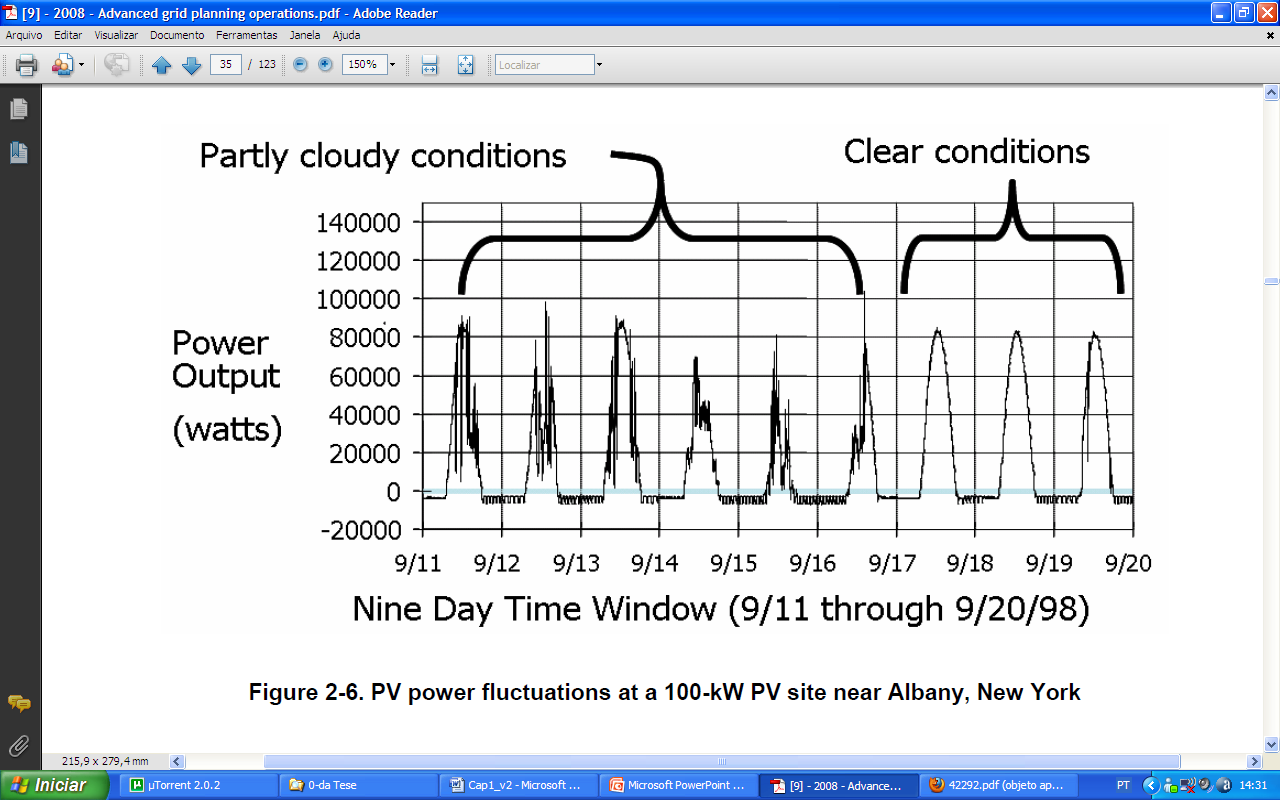 [9] - 2008 - Advanced grid planning operations.pdf - Adobe Reader
Arquivo Editar Visualizar Documento Ferramentas Janela Ajuda
35 / 123 150% Localizar
Partly cloudy conditions
Clear conditions
140000
120000
100000
80000
60000
40000
20000
0
-20000
Power
Output
(watts)
9/11 9/12 9/13 9/14 9/15 9/16 9/17 9/18 9/19 9/20
Nine Day Time Window (9/11 through 9/20/98)
Figure 2-6. PV power fluctuations at a 100-kW PV site near Albany, New York
215,9 x 279,4 mm
Iniciar µTorrent 2.0.2 0-da Tese Cap1_v2 - Microsoft ... Microsoft PowerPoint ... [9] - 2008 - Advance... 42292.pdf (objeto ap... PT 14:31